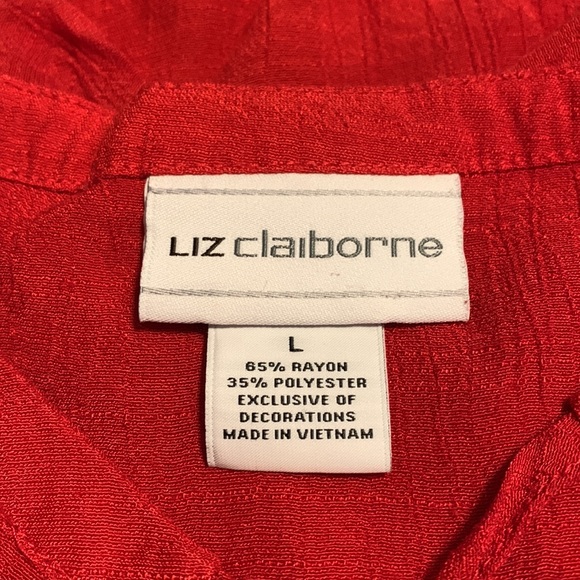 LIZ claiborne
L
65% RAYON
35% POLYESTER
EXCLUSIVE OF
DECORATIONS
MADE IN VIETNAM